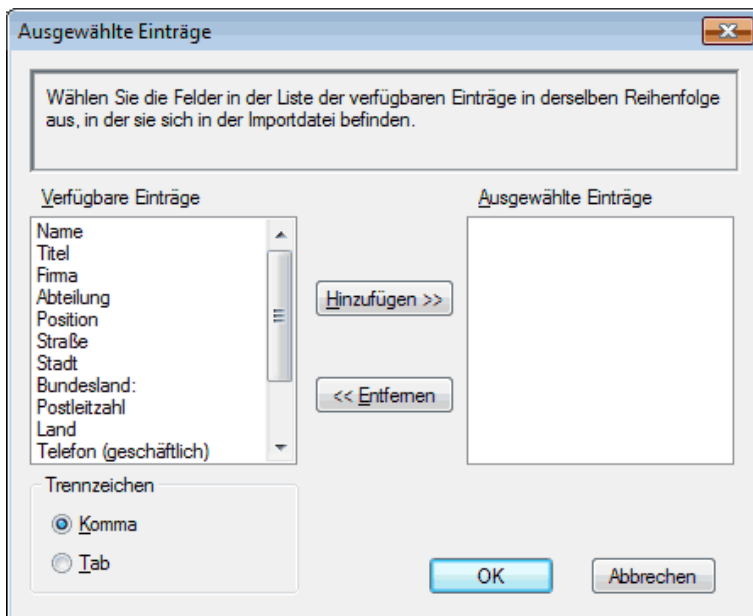 Ausgewählte Einträge
Wählen Sie die Felder in der Liste der verfügbaren Einträge in derselben Reihenfolge
aus, in der sie sich in der Importdatei befinden.
Verfügbare Einträge
Name
Titel
Firma
Abteilung
Position
Straße
Stadt
Bundesland:
Postleitzahl
Land
Telefon (geschäftlich)
Hinzufügen >>
<< Entfernen
Ausgewählte Einträge
Trennzeichen
Komma
Tab
OK
Abbrechen